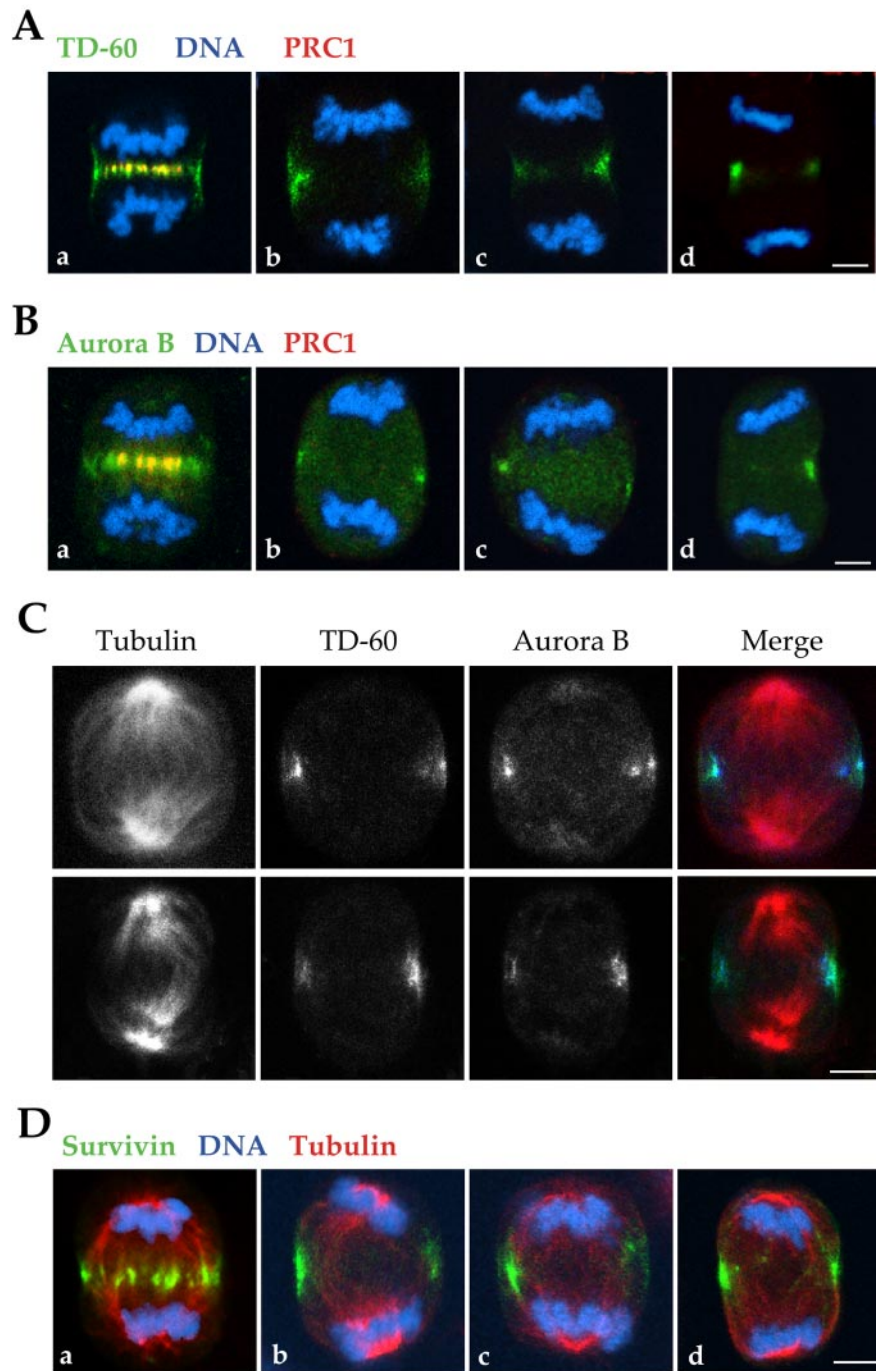 A
TD-60 DNA PRC1
a b c d
B
Aurora B DNA PRC1
a b c d
C
Tubulin TD-60 Aurora B Merge
D
Survivin DNA Tubulin
a b c d